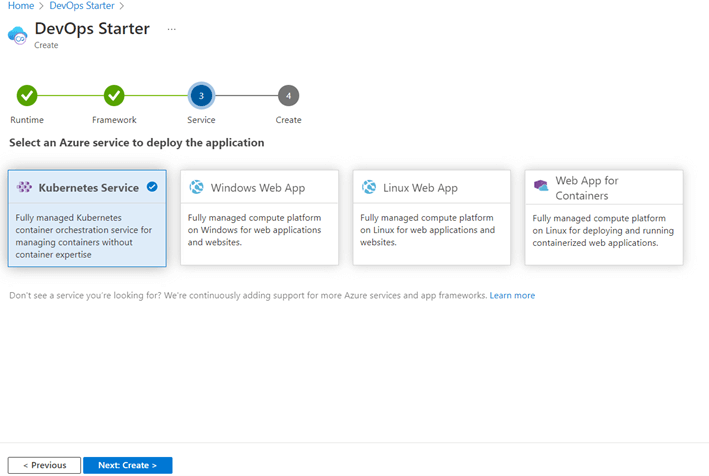 Home > DevOps Starter >
DevOps Starter ...
Create
3
4
Runtime
Framework
Service
Create
Select an Azure service to deploy the application
Kubernetes Service
Fully managed Kubernetes
container orchestration service for
managing containers without
container expertise
Windows Web App
Fully managed compute platform
on Windows for web applications
and websites.
Linux Web App
Fully managed compute platform
on Linux for web applications and
websites.
Web App for
Containers
Fully managed compute platform
on Linux for deploying and running
containerized web applications.
Don't see a service you're looking for? We're continuously adding support for more Azure services and app frameworks. Learn more
< Previous
Next: Create >